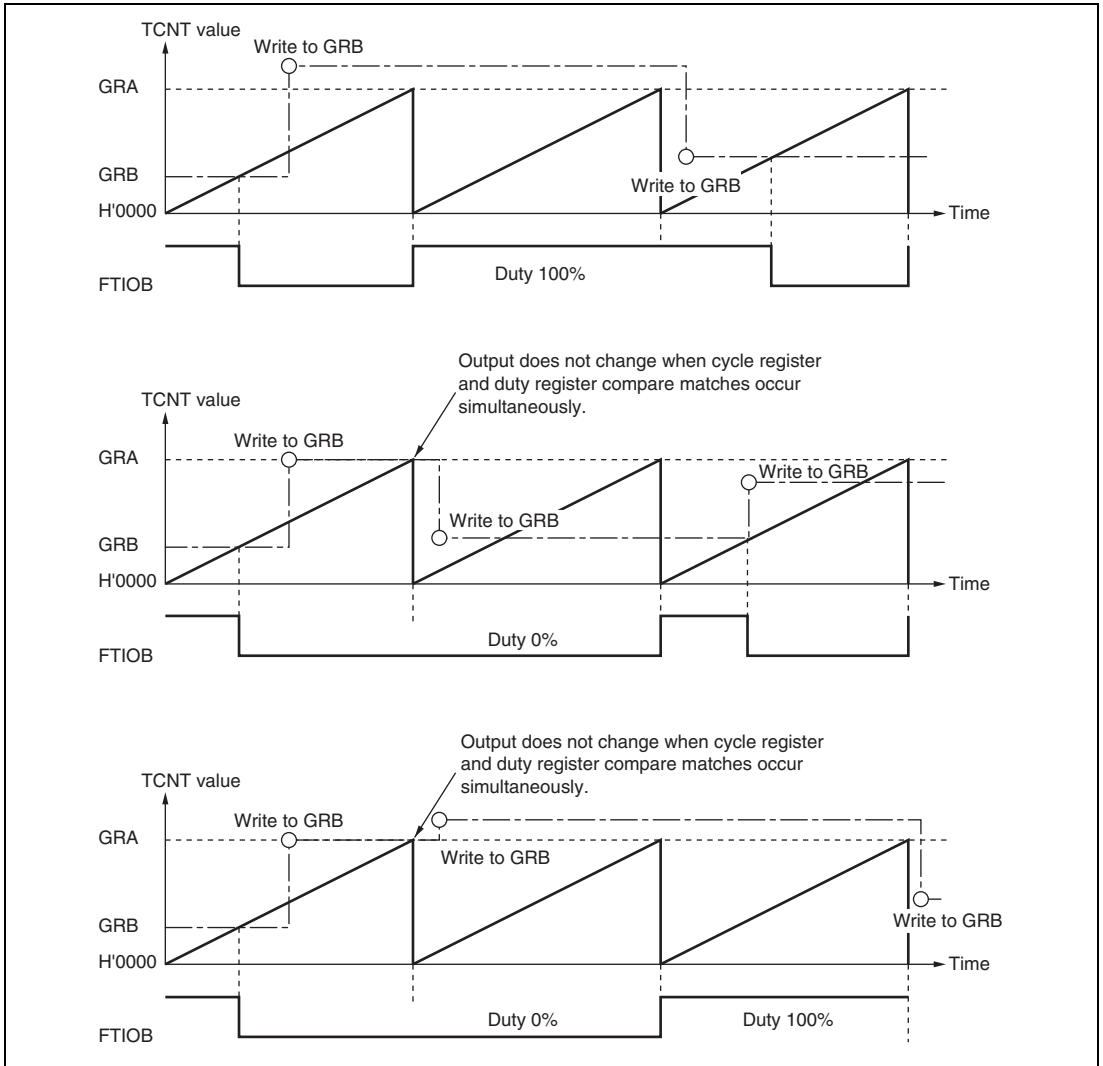 TCNT value
Write to GRB
GRA
GRB
Write to GRB
H'0000
Time
Duty 100%
FTIOB
Output does not change when cycle register
and duty register compare matches occur
simultaneously.
TCNT value
Write to GRB
GRA
Write to GRB
Write to GRB
GRB
H'0000
Time
Duty 0%
FTIOB
Output does not change when cycle register
and duty register compare matches occur
simultaneously.
TCNT value
Write to GRB
GRA
Write to GRB
GRB
Write to GRB
H'0000
Time
Duty 0%
Duty 100%
FTIOB